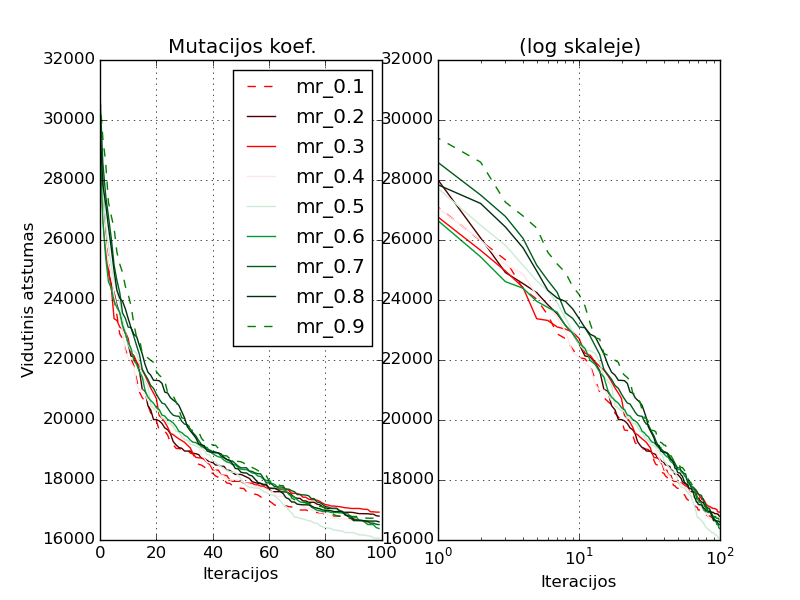 Mutacijos koef.
(log skaleje)
32000
30000
28000
26000
24000
22000
20000
18000
16000
Vidutinis atstumas
mr_0.1
mr_0.2
mr_0.3
mr_0.4
mr_0.5
mr_0.6
mr_0.7
mr_0.8
mr_0.9
0 20 40 60 80 100
Iteracijos
32000
30000
28000
26000
24000
22000
20000
18000
16000
10⁰ 10¹ 10²
Iteracijos